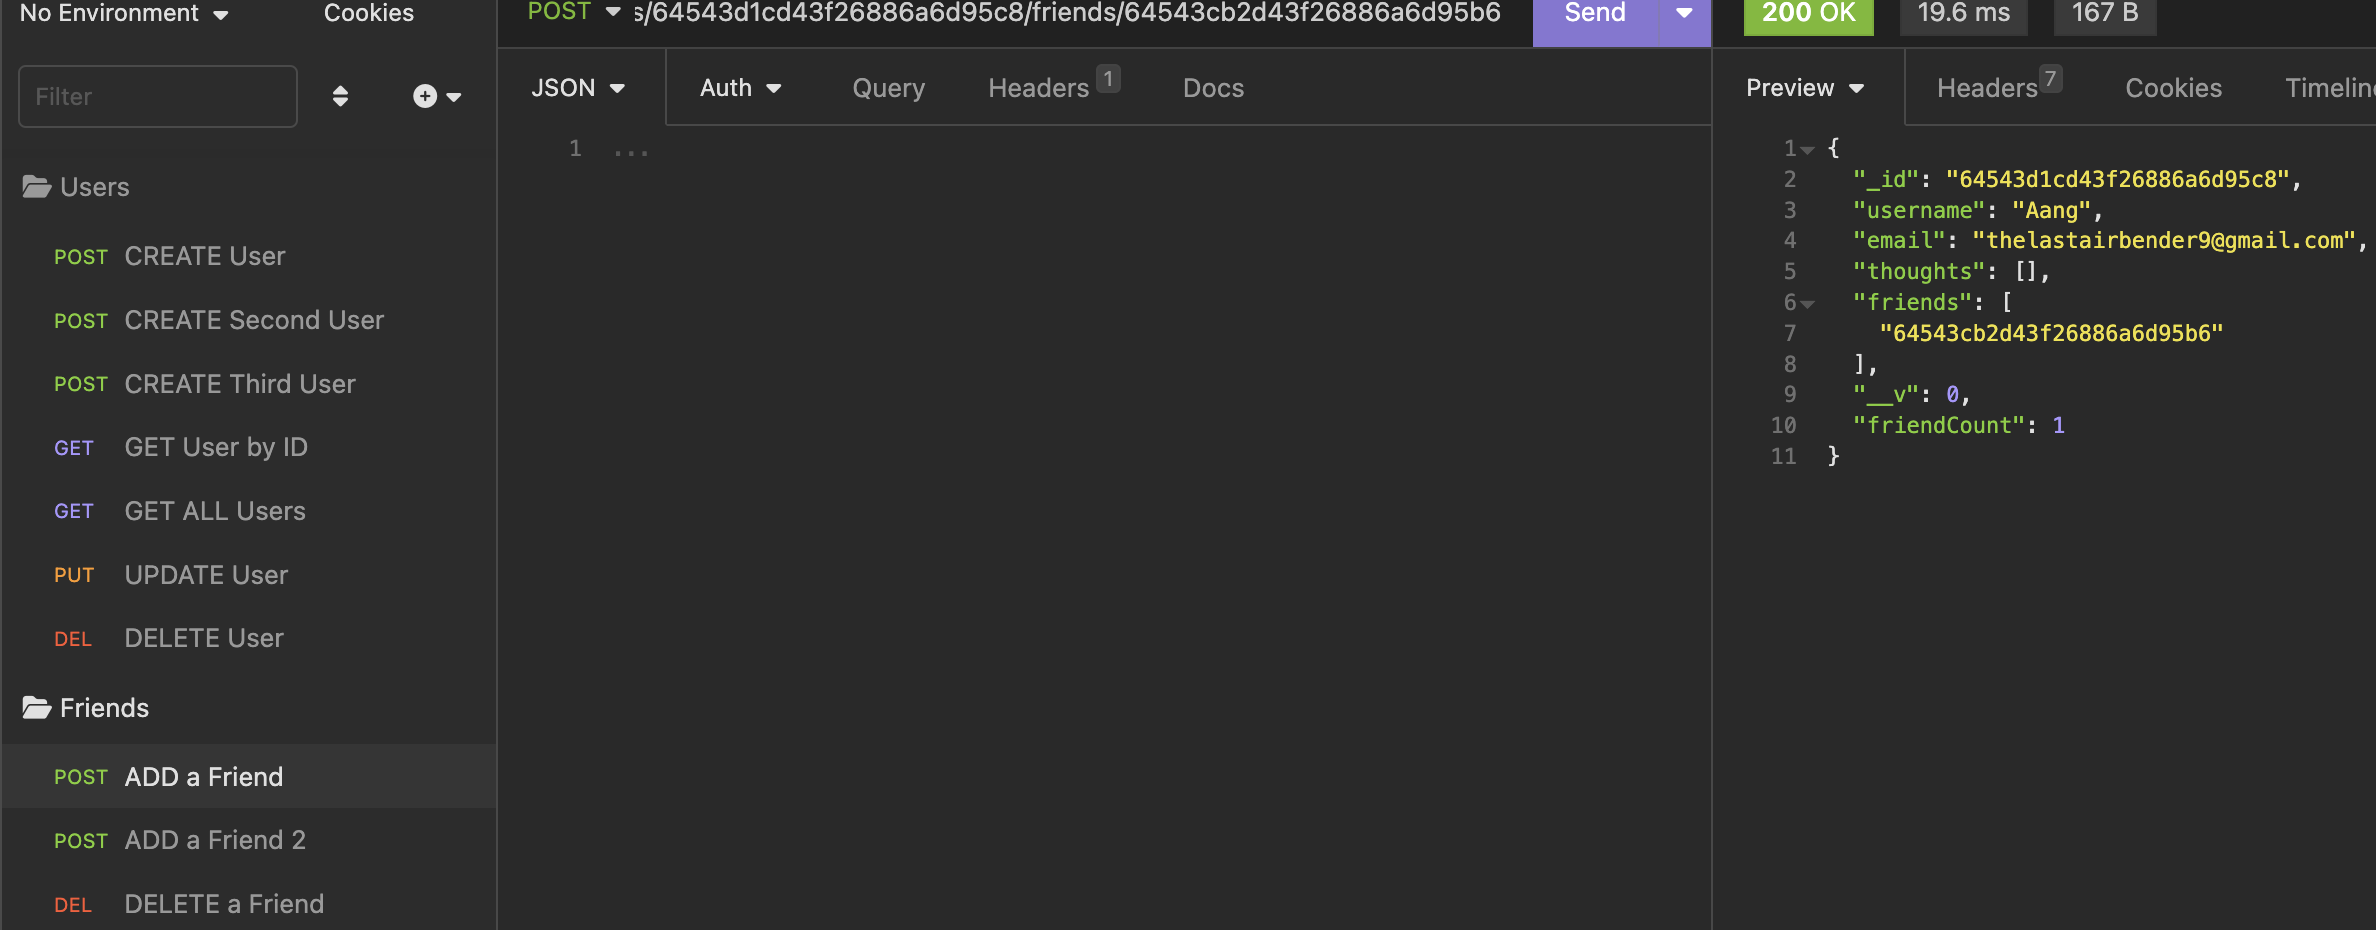 No Environment
Cookies
Filter
Users
POST CREATE User
POST CREATE Second User
POST CREATE Third User
GET GET User by ID
GET GET ALL Users
PUT UPDATE User
DEL DELETE User
Friends
POST ADD a Friend
POST ADD a Friend 2
DEL DELETE a Friend
POST s/64543d1cd43f26886a6d95c8/friends/64543cb2d43f26886a6d95b6 Send
JSON Auth Query Headers 1 Docs
1 ...
200 OK 19.6 ms 167 B
Preview Headers 7 Cookies Timelin
1 {
2 "_id": "64543d1cd43f26886a6d95c8",
3 "username": "Aang",
4 "email": "thelastairbender9@gmail.com",
5 "thoughts": [],
6 "friends": [
7 "64543cb2d43f26886a6d95b6"
8 ],
9 "__v": 0,
10 "friendCount": 1
11 }